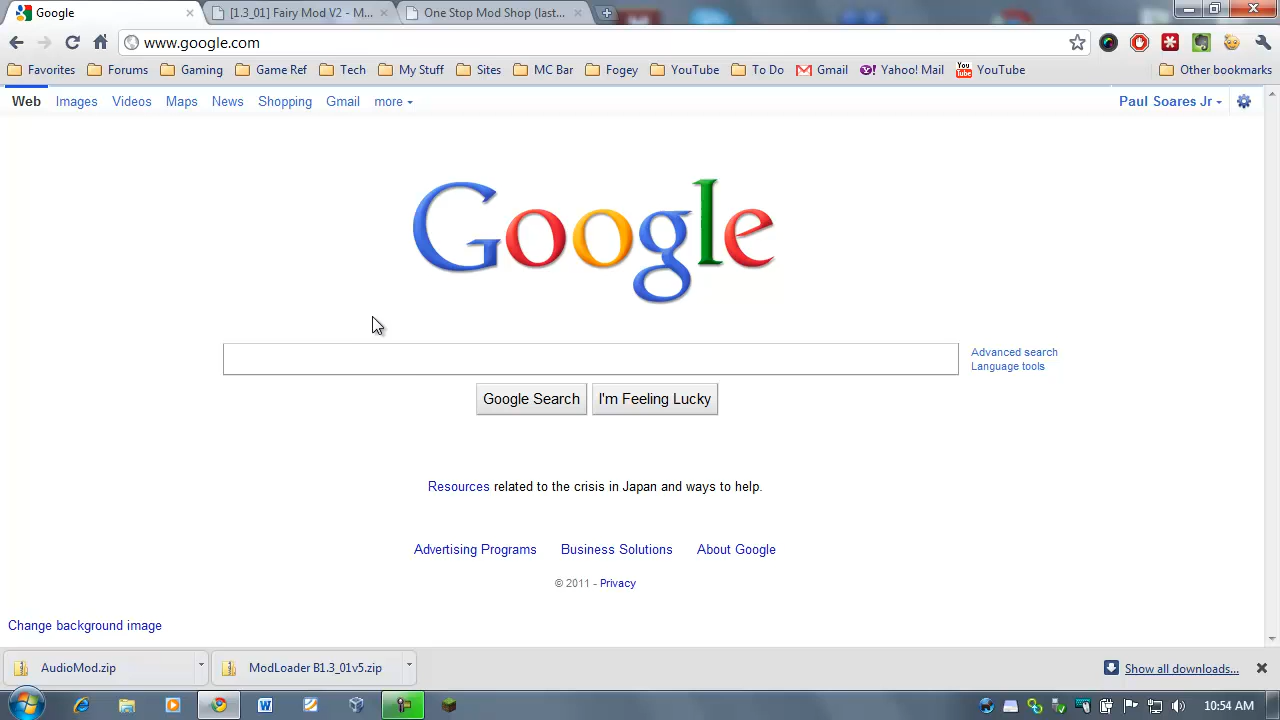 Google
[1.3_01] Fairy Mod V2 - M...
One Stop Mod Shop (last...
www.google.com
Favorites Forums Gaming Game Ref Tech My Stuff Sites MC Bar Fogey YouTube To Do Gmail Yahoo! Mail YouTube Other bookmarks
Web Images Videos Maps News Shopping Gmail more Paul Soares Jr
Google
Advanced search
Language tools
Google Search I'm Feeling Lucky
Resources related to the crisis in Japan and ways to help.
Advertising Programs Business Solutions About Google
© 2011 - Privacy
Change background image
AudioMod.zip ModLoader B1.3_01v5.zip Show all downloads...
10:54 AM